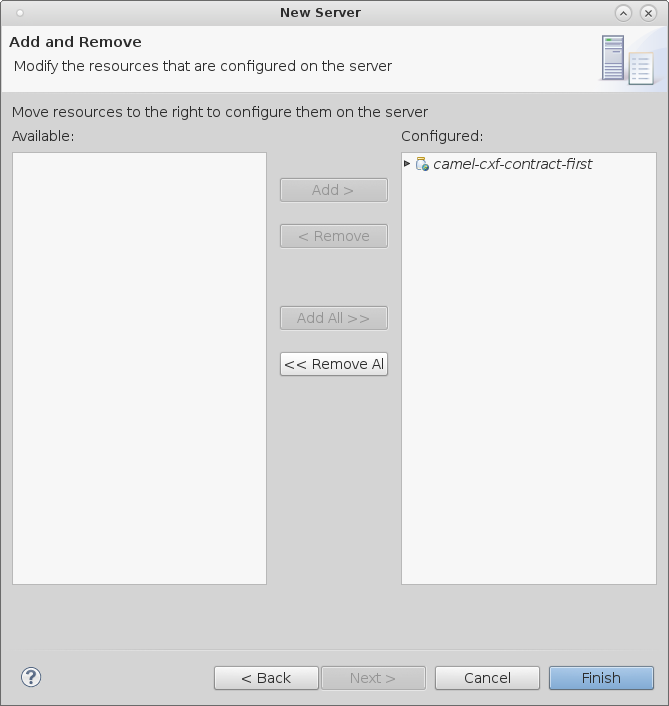 New Server
Add and Remove
Modify the resources that are configured on the server
Move resources to the right to configure them on the server
Available:
Configured:
camel-cxf-contract-first
Add >
< Remove
Add All >>
<< Remove Al
?
< Back
Next >
Cancel
Finish